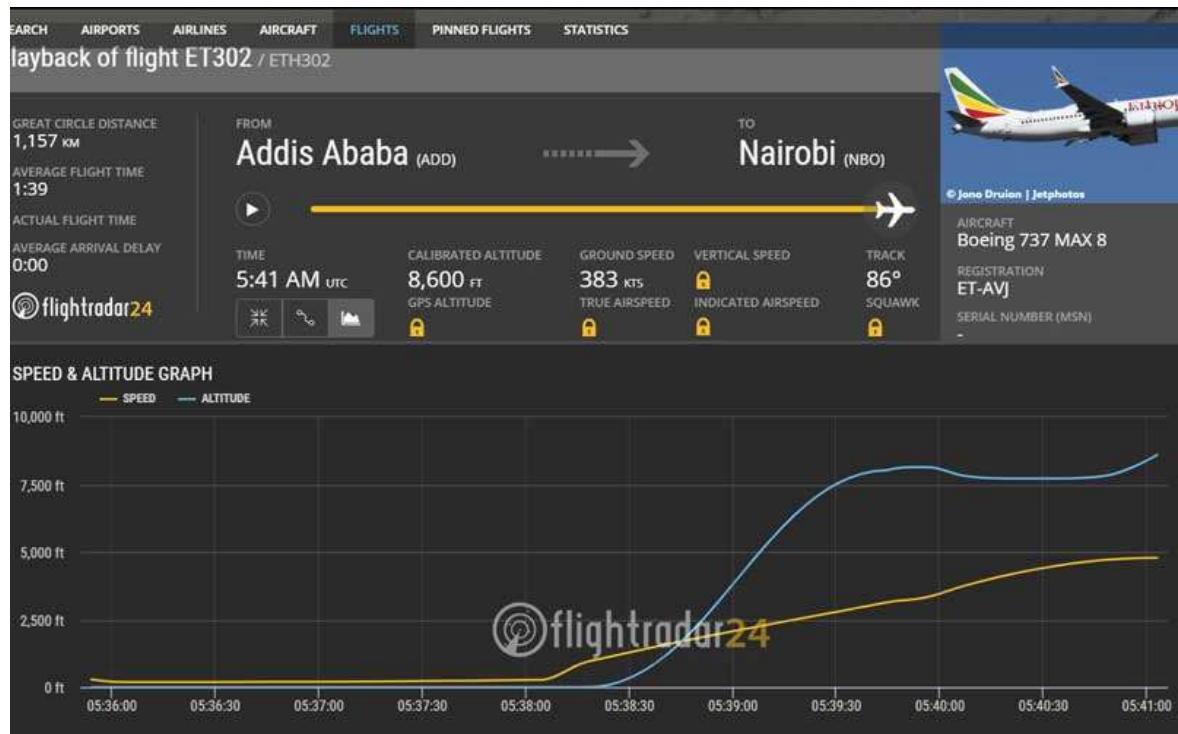 EARCH AIRPORTS AIRLINES AIRCRAFT FLIGHTS PINNED FLIGHTS STATISTICS
layback of flight ET302 / ETH302
GREAT CIRCLE DISTANCE
1,157 KM
AVERAGE FLIGHT TIME
1:39
ACTUAL FLIGHT TIME
AVERAGE ARRIVAL DELAY
0:00
flightradar24
FROM
Addis Ababa (ADD)
TO
Nairobi (NBO)
TIME
5:41 AM UTC
CALIBRATED ALTITUDE
8,600 FT
GPS ALTITUDE
GROUND SPEED
383 KTS
TRUE AIRSPEED
VERTICAL SPEED
INDICATED AIRSPEED
TRACK
86°
SQUAWK
© Jono Druion | Jetphotos
AIRCRAFT
Boeing 737 MAX 8
REGISTRATION
ET-AVJ
SERIAL NUMBER (MSN)
-
SPEED & ALTITUDE GRAPH
SPEED ALTITUDE
10,000 ft
7,500 ft
5,000 ft
2,500 ft
0 ft
flightradar24
05:36:00 05:36:30 05:37:00 05:37:30 05:38:00 05:38:30 05:39:00 05:39:30 05:40:00 05:40:30 05:41:00